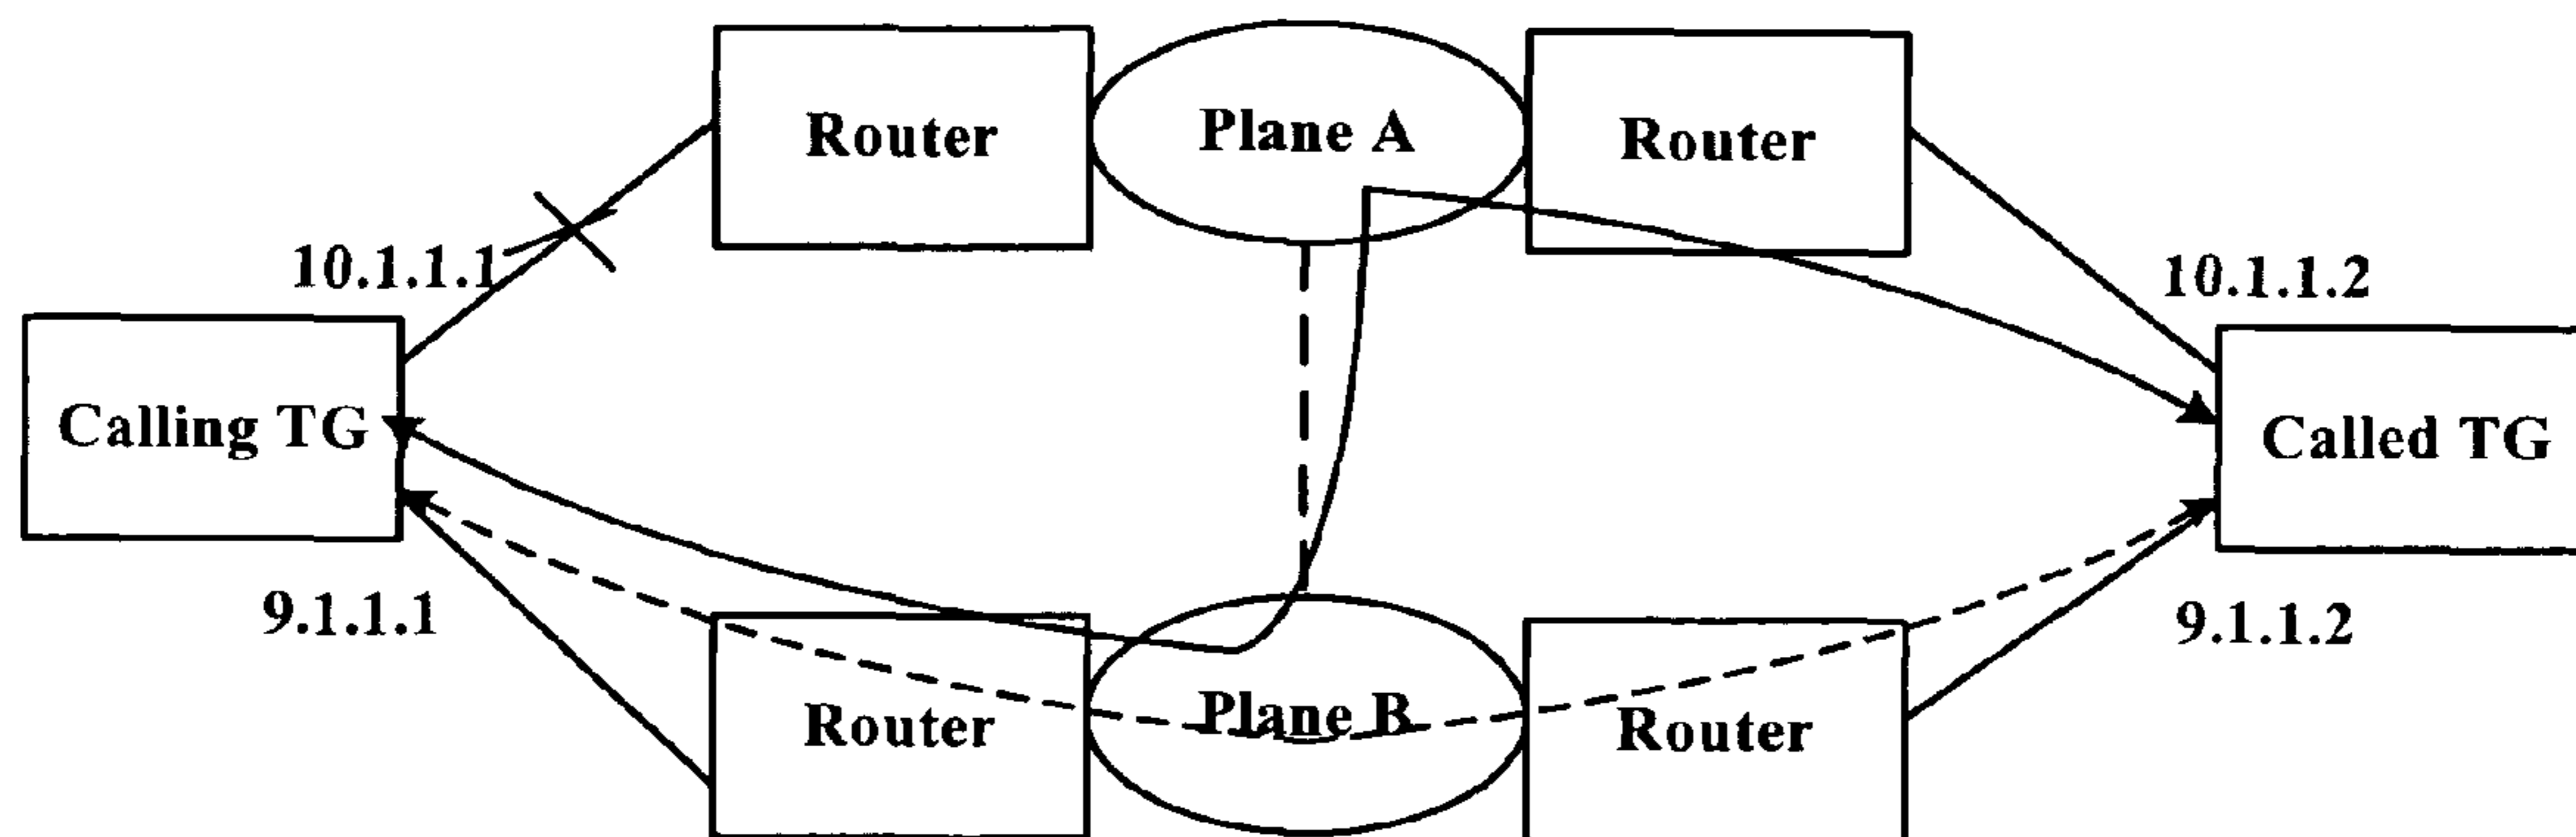 Router
Plane A
Router
10.1.1.1
10.1.1.2
Calling TG
Called TG
9.1.1.1
9.1.1.2
Router
Plane B
Router